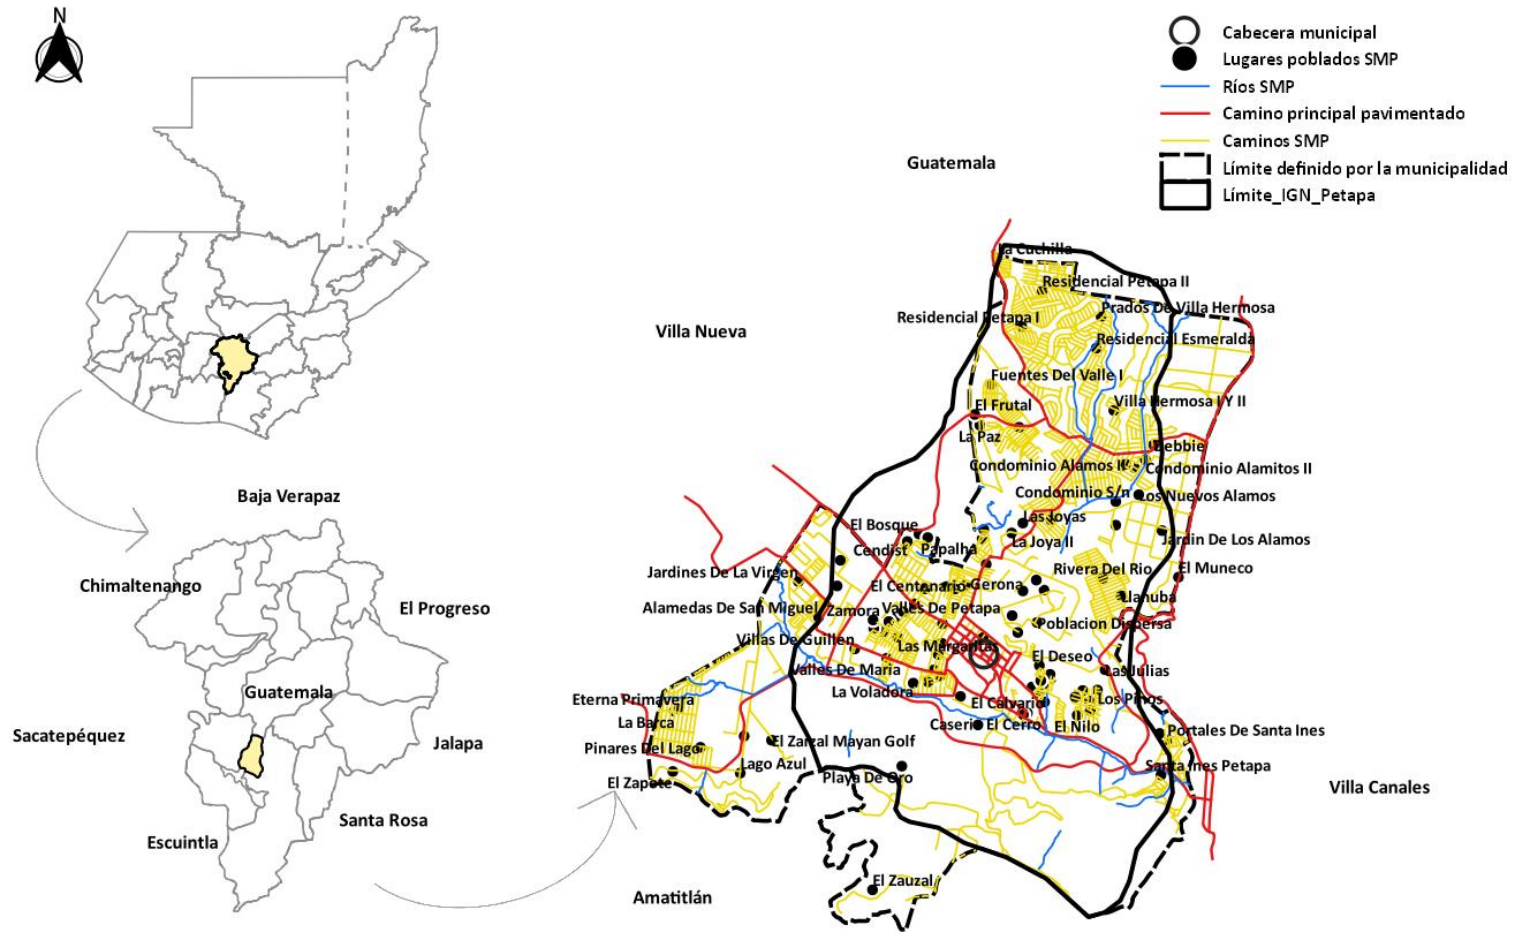 N
Cabecera municipal
Lugares poblados SMP
Ríos SMP
Camino principal pavimentado
Caminos SMP
Límite definido por la municipalidad
Límite_IGN_Petapa
Guatemala
Villa Nueva
La Cuchilla
Residencial Petapa II
Residencial Petapa I
Prados De Villa Hermosa
Residencial Esmeralda
Fuentes Del Valle I
El Frutal
Villa Hermosa I Y II
La Paz
Debbie
Condominio Alamos II
Condominio Alamitos II
Condominio S/n
Los Nuevos Alamos
El Bosque
Las Joyas
Cendist
Papalha
La Joya II
Jardin De Los Alamos
Jardines De La Virgen
El Centenario
Gerona
Rivera Del Rio
El Muneco
Alamedas De San Miguel
Zamora
Valles De Petapa
Llanuba
Poblacion Dispersa
Villas De Guillen
Las Margaritas
El Deseo
Valles De Maria
Las Julias
La Voladora
El Calvario
Los Pinos
Eterna Primavera
La Barca
Caserio El Cerro
El Nilo
Portales De Santa Ines
Pinares Del Lago
El Zarzal Mayan Golf
Lago Azul
Santa Ines Petapa
El Zapote
Playa De Oro
El Zauzal
Villa Canales
Amatitlán
Baja Verapaz
Chimaltenango
El Progreso
Guatemala
Sacatepéquez
Jalapa
Santa Rosa
Escuintla